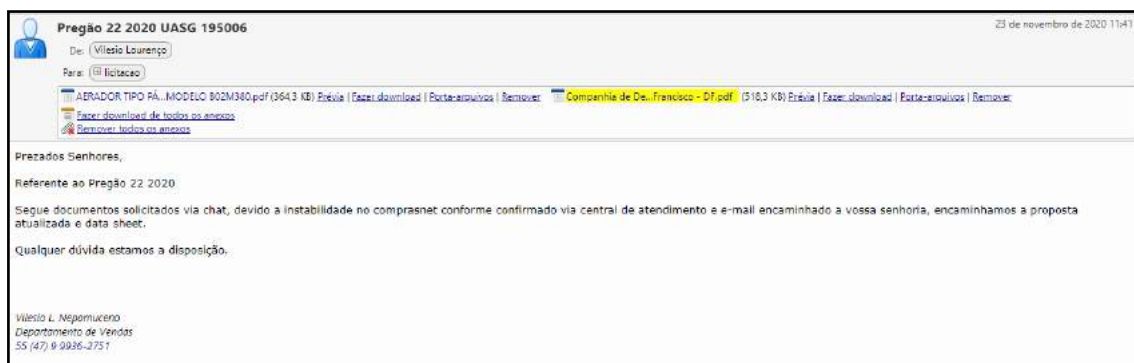 Pregão 22 2020 UASG 195006
23 de novembro de 2020 11:41
De: Vilesio Lourenço
Para: licitacao
AERADOR TIPO PÁ...MODELO B02M380.pdf (364,3 KB) Prévia | Fazer download | Porta-arquivos | Remover Companhia de De...Francisco - DF.pdf (518,3 KB) Prévia | Fazer download | Porta-arquivos | Remover
Fazer download de todos os anexos
Remover todos os anexos
Prezados Senhores,
Referente ao Pregão 22 2020
Segue documentos solicitados via chat, devido a instabilidade no comprasnet conforme confirmado via central de atendimento e e-mail encaminhado a vossa senhoria, encaminhamos a proposta
atualizada e data sheet.
Qualquer dúvida estamos a disposição.
Vilesio L. Nepomuceno
Departamento de Vendas
55 (47) 9 9936-2751